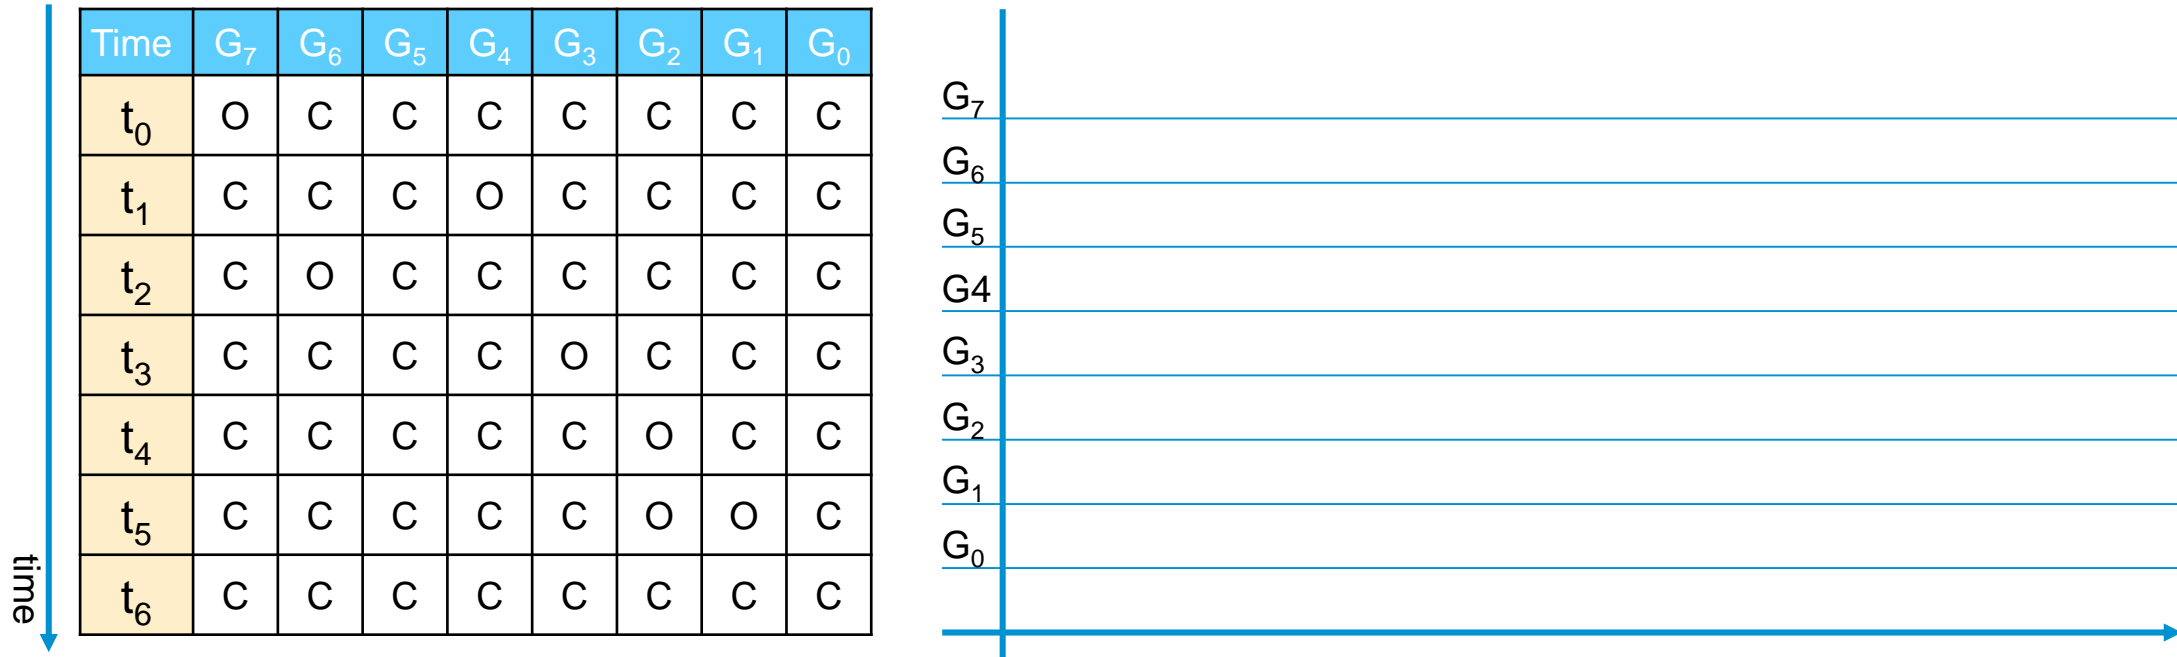 Time G₇ G₆ G₅ G₄ G₃ G₂ G₁ G₀
t₀ O C C C C C C C
t₁ C C C O C C C C
t₂ C O C C C C C C
t₃ C C C C O C C C
t₄ C C C C C O C C
t₅ C C C C C O O C
t₆ C C C C C C C C
time
G₇
G₆
G₅
G4
G₃
G₂
G₁
G₀